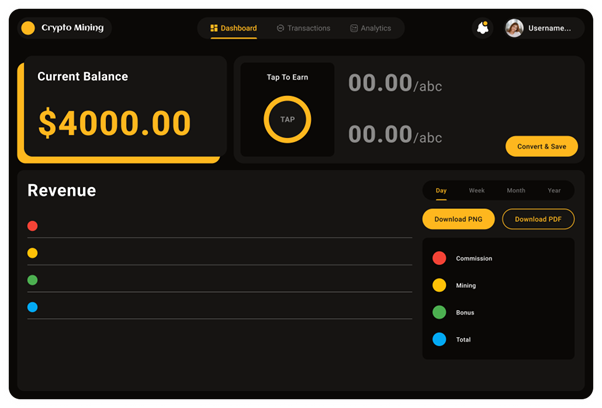 Crypto Mining
Dashboard
Transactions
Analytics
Username...
Current Balance
$4000.00
Tap To Earn
TAP
00.00/abc
00.00/abc
Convert & Save
Revenue
Day
Week
Month
Year
Download PNG
Download PDF
Commission
Mining
Bonus
Total